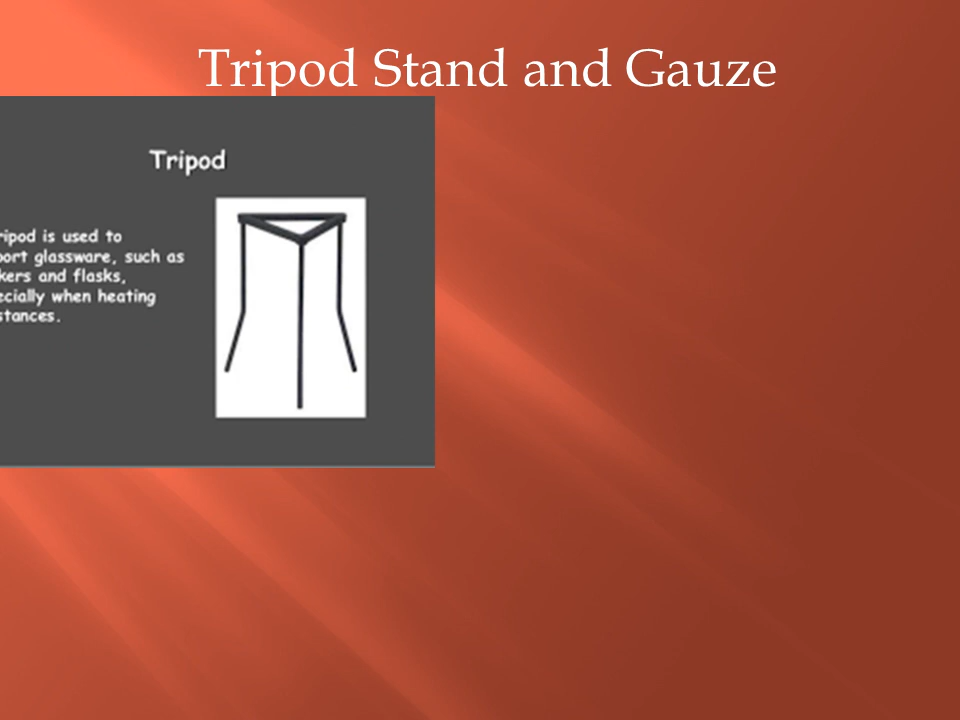 Tripod Stand and Gauze
Tripod
ripod is used to
port glassware, such as
kers and flasks,
ecially when heating
stances.